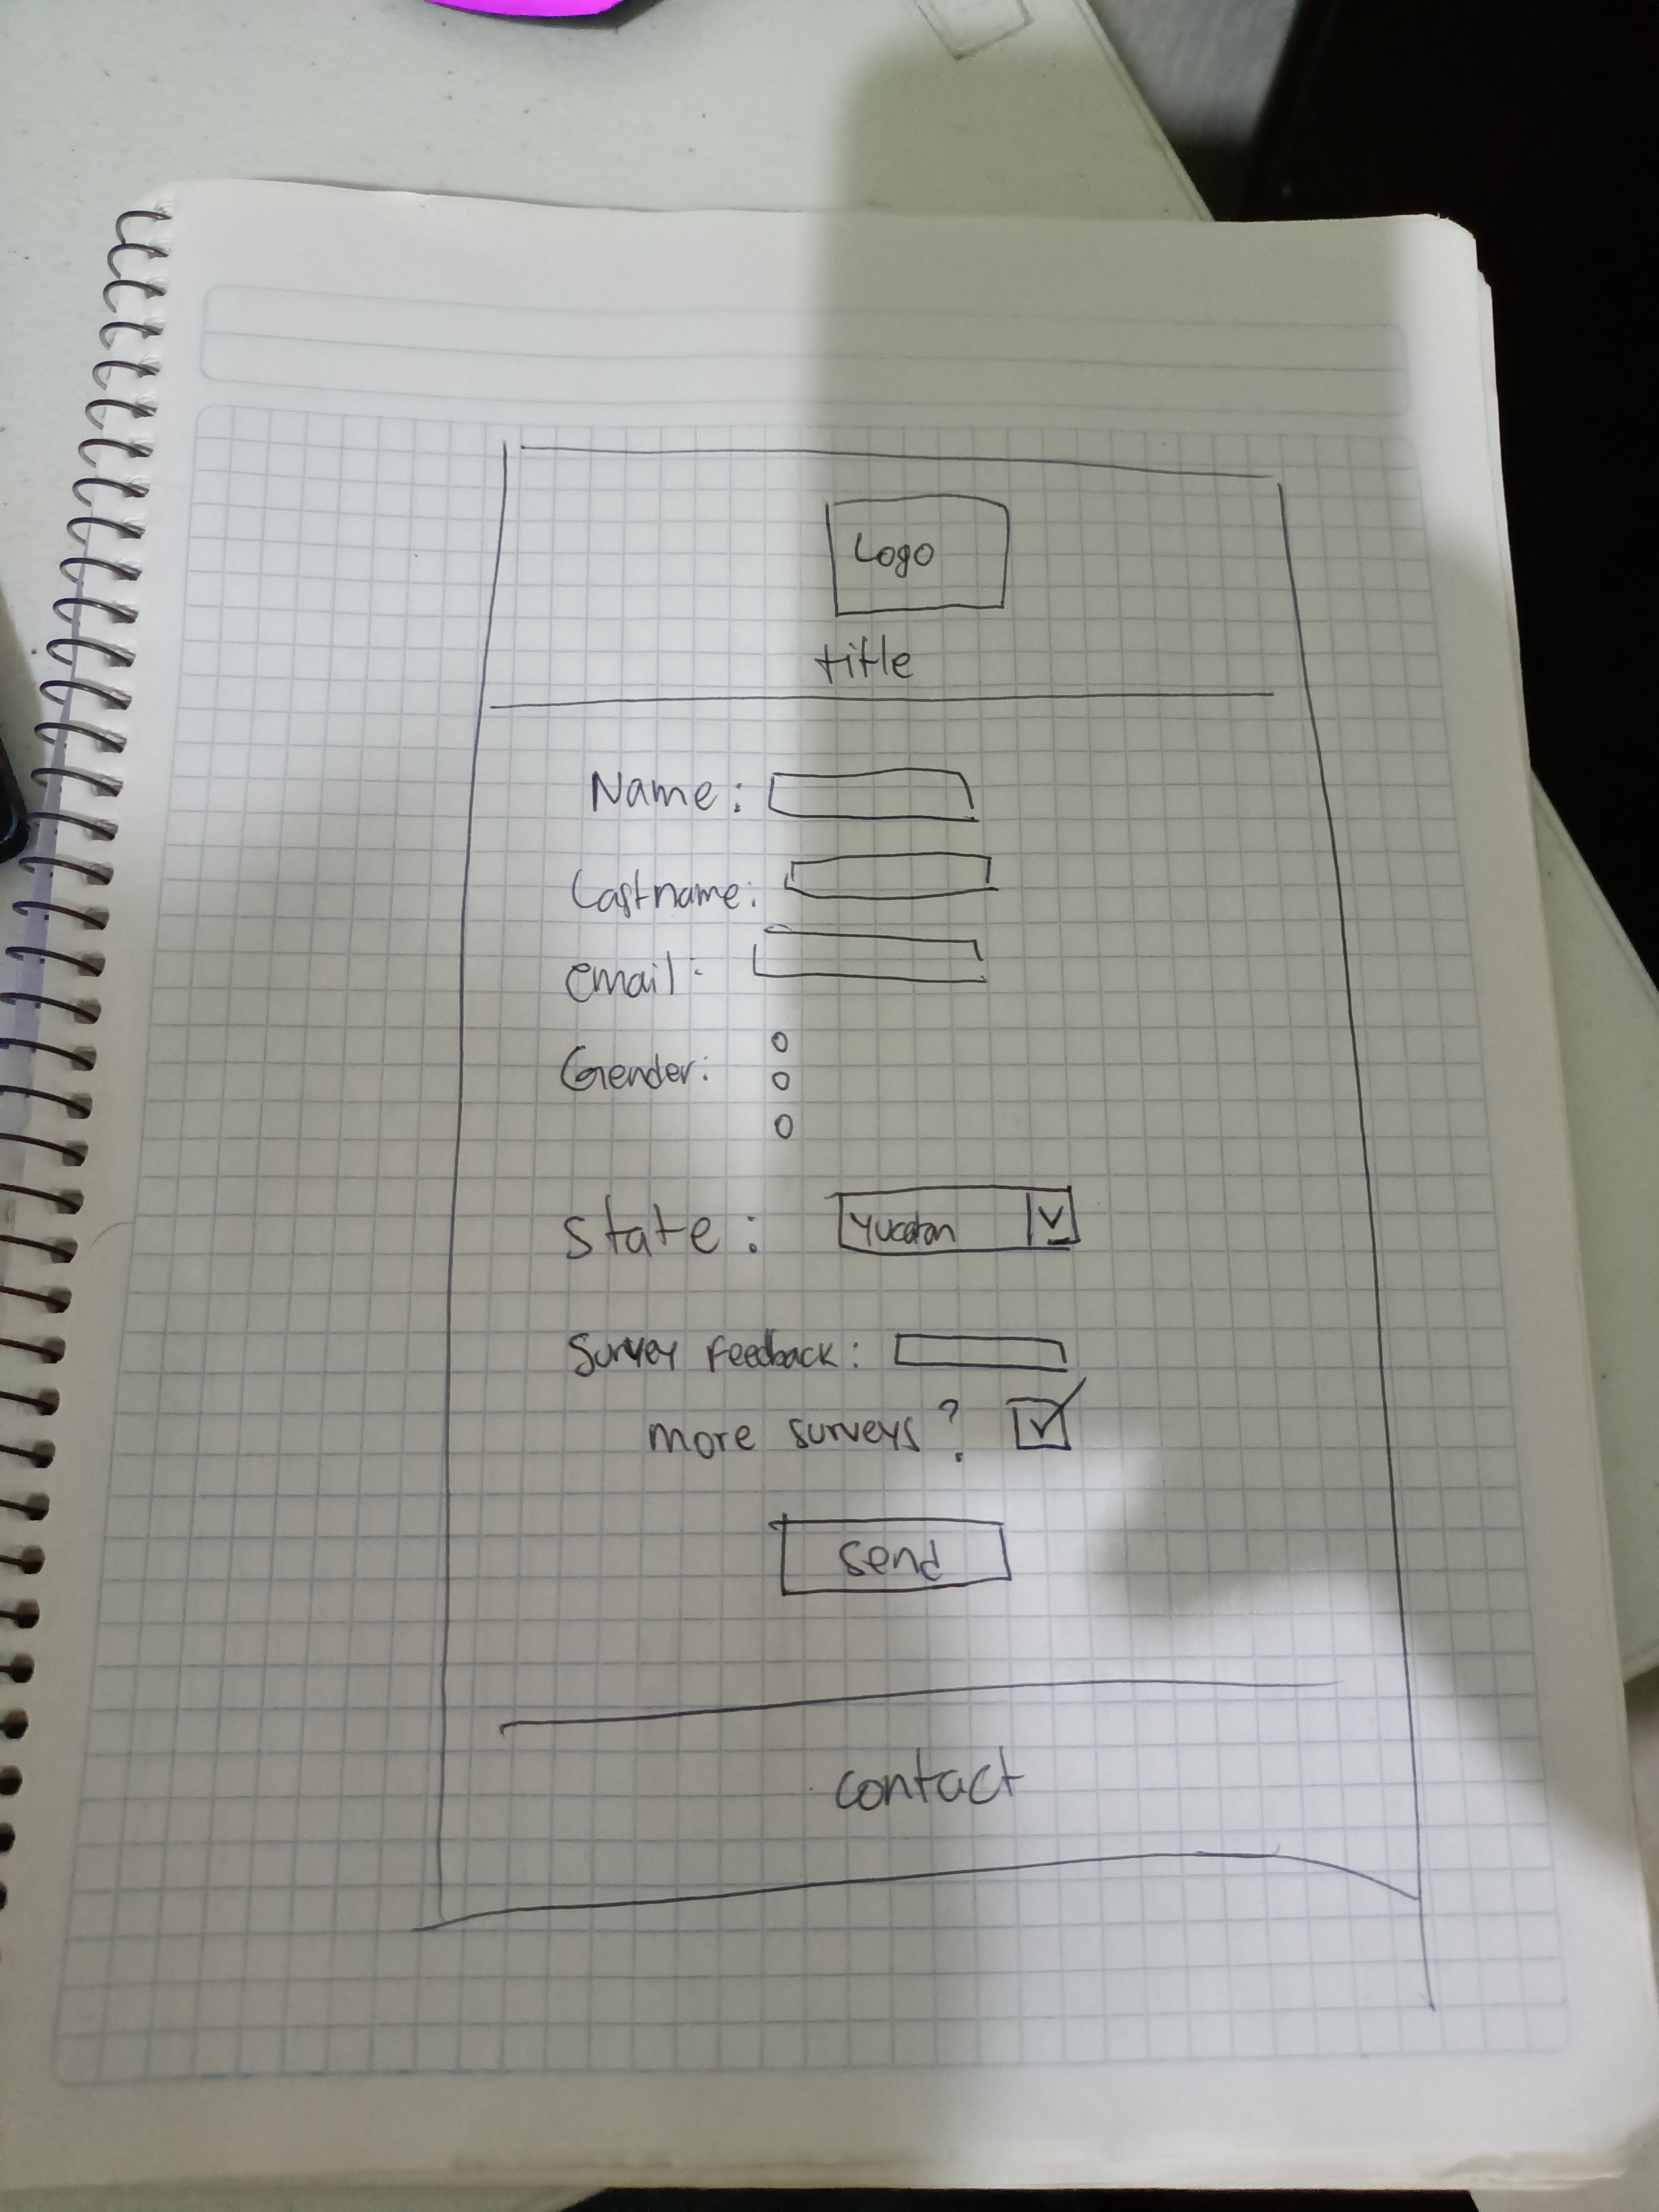 Logo
title
Name:
Lastname:
email:
Gender:
state: Yucatan
Survey Feedback:
more surveys?
send
contact